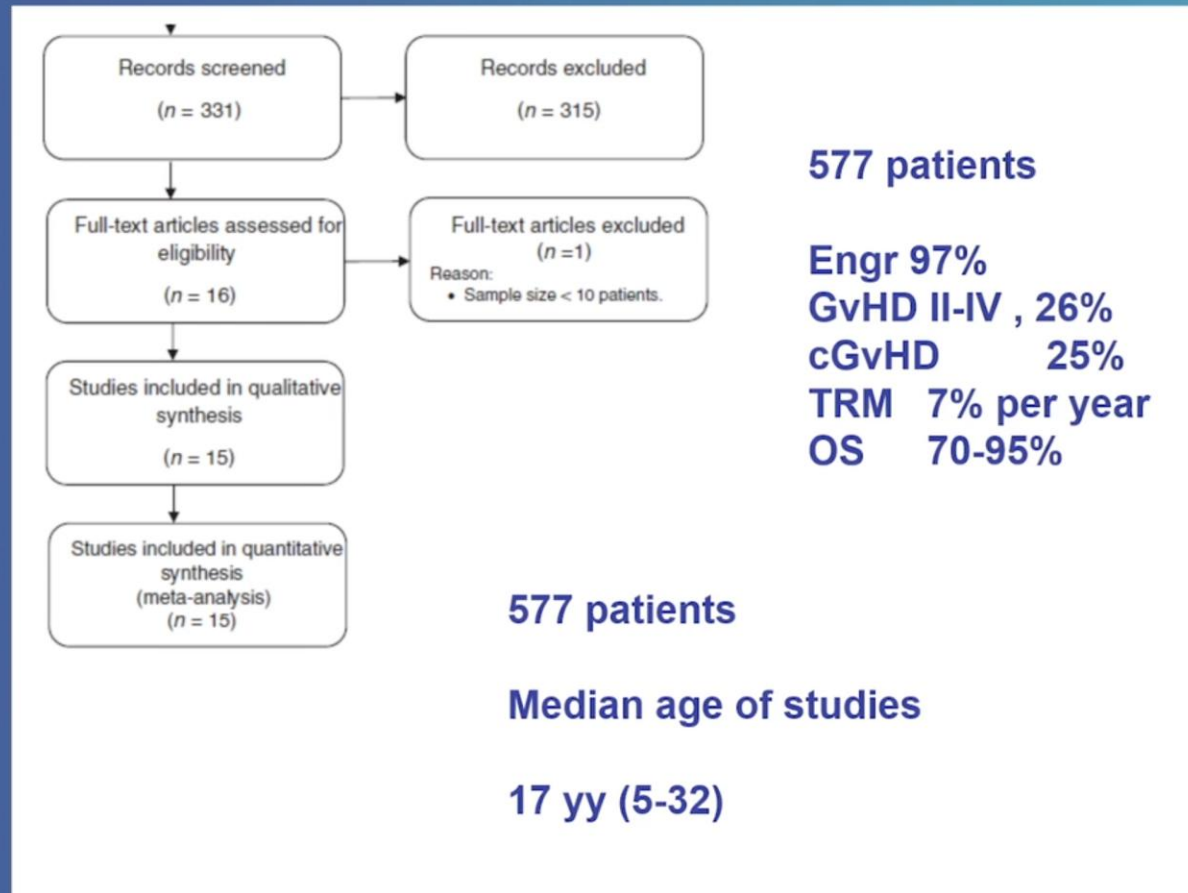 Records screened
(n = 331)
Records excluded
(n = 315)
Full-text articles assessed for
eligibility
(n = 16)
Full-text articles excluded
(n =1)
Reason:
• Sample size < 10 patients.
Studies included in qualitative
synthesis
(n = 15)
Studies included in quantitative
synthesis
(meta-analysis)
(n = 15)
577 patients
Engr 97%
GvHD II-IV , 26%
cGvHD 25%
TRM 7% per year
OS 70-95%
577 patients
Median age of studies
17 yy (5-32)